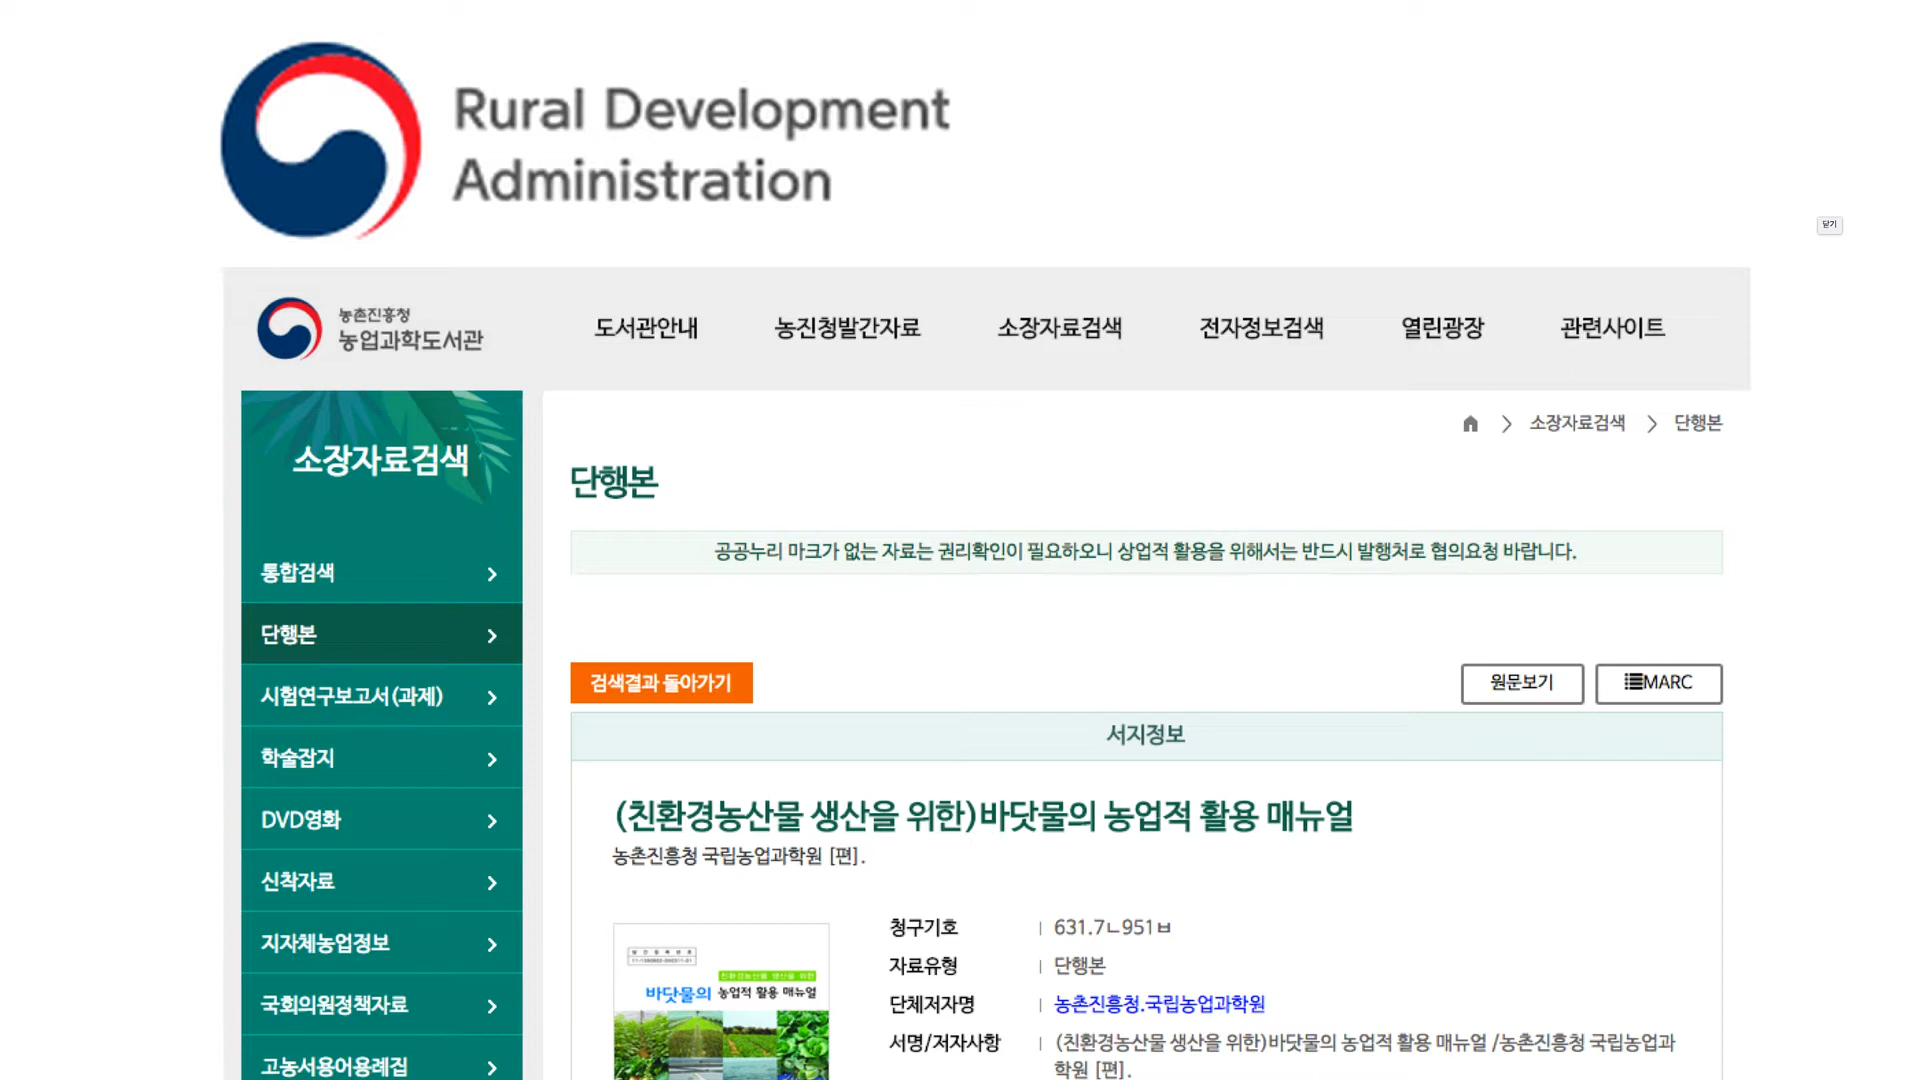 Rural Development
Administration
닫기
농촌진흥청
농업과학도서관
도서관안내
농진청발간자료
소장자료검색
전자정보검색
열린광장
관련사이트
소장자료검색
통합검색
단행본
시험연구보고서(과제)
학술잡지
DVD영화
신착자료
지자체농업정보
국회의원정책자료
고농서용어용례집
소장자료검색 > 단행본
단행본
공공누리 마크가 없는 자료는 권리확인이 필요하오니 상업적 활용을 위해서는 반드시 발행처로 협의요청 바랍니다.
검색결과 돌아가기
원문보기
MARC
서지정보
(친환경농산물 생산을 위한)바닷물의 농업적 활용 매뉴얼
농촌진흥청 국립농업과학원 [편].
친환경농산물 생산을 위한
바닷물의 농업적 활용 매뉴얼
청구기호 | 631.7ㄴ951ㅂ
자료유형 | 단행본
단체저자명 | 농촌진흥청.국립농업과학원
서명/저자사항 | (친환경농산물 생산을 위한)바닷물의 농업적 활용 매뉴얼 /농촌진흥청 국립농업과
학원 [편].